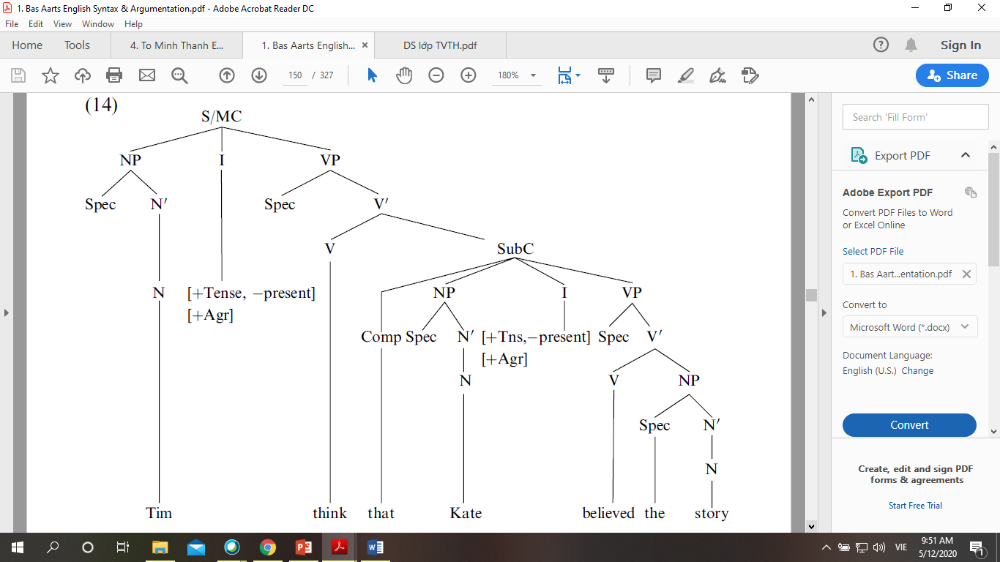 1. Bas Aarts English Syntax & Argumentation.pdf - Adobe Acrobat Reader DC
File Edit View Window Help
Home Tools 4. To Minh Thanh E... 1. Bas Aarts English... × DS lớp TVTH.pdf Sign In
150 / 327 180% Share
(14)
S/MC
NP I VP
Spec N′ Spec V′
V SubC
N [+Tense, −present] NP I VP
[+Agr]
Comp Spec N′ [+Tns,−present] Spec V′
[+Agr]
N V NP
Spec N′
N
Tim think that Kate believed the story
Search 'Fill Form'
Export PDF
Adobe Export PDF
Convert PDF Files to Word
or Excel Online
Select PDF File
1. Bas Aart...entation.pdf
Convert to
Microsoft Word (*.docx)
Document Language:
English (U.S.) Change
Convert
Create, edit and sign PDF
forms & agreements
Start Free Trial
VIE
9:51 AM
5/12/2020
1